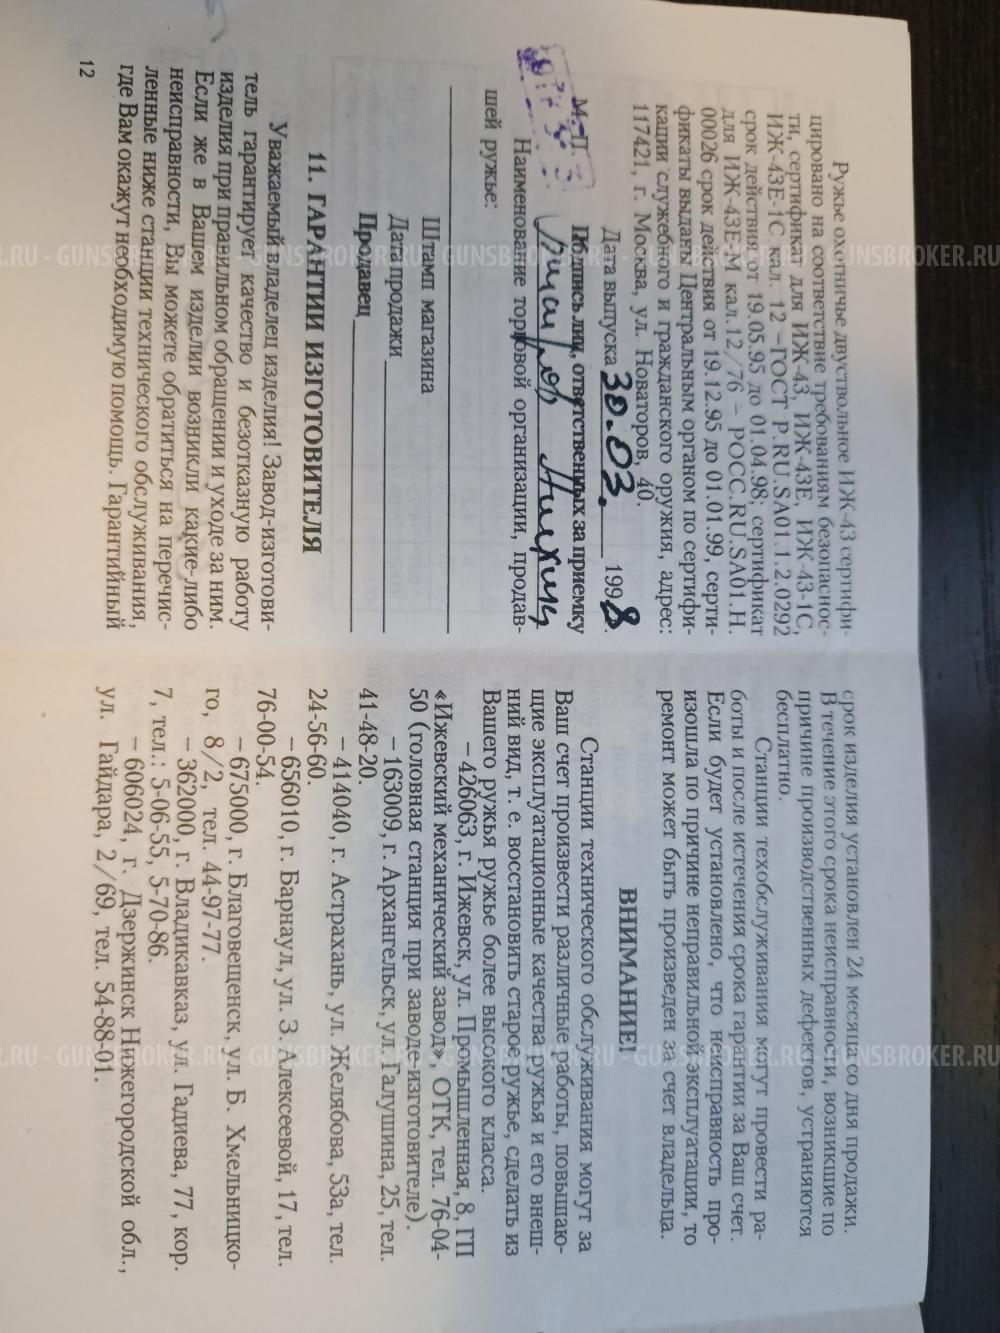 Ружье охотничье двуствольное ИЖ-43 сертифи-
цировано на соответствие требованиям безопаснос-
ти, сертификат для ИЖ-43, ИЖ-43Е, ИЖ-43-1С,
ИЖ-43Е-1С кал. 12 –ГОСТ Р.RU.SA01.1.2.0292
срок действия от 19.05.95 до 01.04.98; сертификат
для ИЖ-43Е-М кал.12/76 – РОСС.RU.SA01.Н.
00026 срок действия от 19.12.95 до 01.01.99, серти-
фикаты выданы Центральным органом по сертифи-
кации служебного и гражданского оружия, адрес:
117421, г. Москва, ул. Новаторов, 40.
Дата выпуска 30.03. 1998.
М. П. Подпись лиц, ответственных за приемку
Наименование торговой организации, продав-
шей ружье:
Штамп магазина
Дата продажи
Продавец
11. ГАРАНТИИ ИЗГОТОВИТЕЛЯ
Уважаемый владелец изделия! Завод-изготови-
тель гарантирует качество и безотказную работу
изделия при правильном обращении и уходе за ним.
Если же в Вашем изделии возникли какие-либо
неисправности, Вы можете обратиться на перечис-
ленные ниже станции технического обслуживания,
где Вам окажут необходимую помощь. Гарантийный
12
срок изделия установлен 24 месяца со дня продажи.
В течение этого срока неисправности, возникшие по
причине производственных дефектов, устраняются
бесплатно.
Станции техобслуживания могут провести ра-
боты и после истечения срока гарантии за Ваш счет.
Если будет установлено, что неисправность про-
изошла по причине неправильной эксплуатации, то
ремонт может быть произведен за счет владельца.
ВНИМАНИЕ!
Станции технического обслуживания могут за
Ваш счет произвести различные работы, повышаю-
щие эксплуатационные качества ружья и его внеш-
ний вид, т. е. восстановить старое ружье, сделать из
Вашего ружья ружье более высокого класса.
– 426063, г. Ижевск, ул. Промышленная, 8, ГП
«Ижевский механический завод», ОТК, тел. 76-04-
50 (головная станция при заводе-изготовителе).
– 163009, г. Архангельск, ул. Галушина, 25, тел.
41-48-20.
– 414040, г. Астрахань, ул. Желябова, 53а, тел.
24-56-60.
– 656010, г. Барнаул, ул. З. Алексеевой, 17, тел.
76-00-54.
– 675000, г. Благовещенск, ул. Б. Хмельницко-
го, 8/2, тел. 44-97-77.
– 362000, г. Владикавказ, ул. Гадиева, 77, кор.
7, тел.: 5-06-55, 5-70-86.
– 606024, г. Дзержинск Нижегородской обл.,
ул. Гайдара, 2/69, тел. 54-88-01.
.RU - GUNSBROKER.RU - GUNSBROKER.RU - GUNSBROKER.RU
.RU - GUNSBROKER.RU - GUNSBROKER.RU - GUNSBROKER.RU